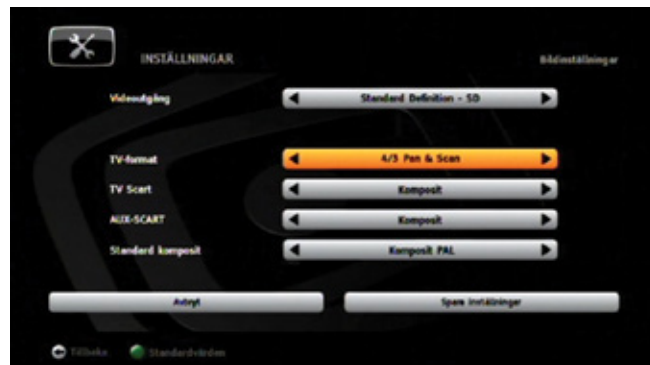 INSTÄLLNINGAR
Bildinställningar
Videoutgång
Standard Definition - SD
TV-format
4/3 Pan & Scan
TV Scart
Komposit
AUX-SCART
Komposit
Standard komposit
Komposit PAL
Avbryt
Spara inställningar
Tillbaka
Standardvärden